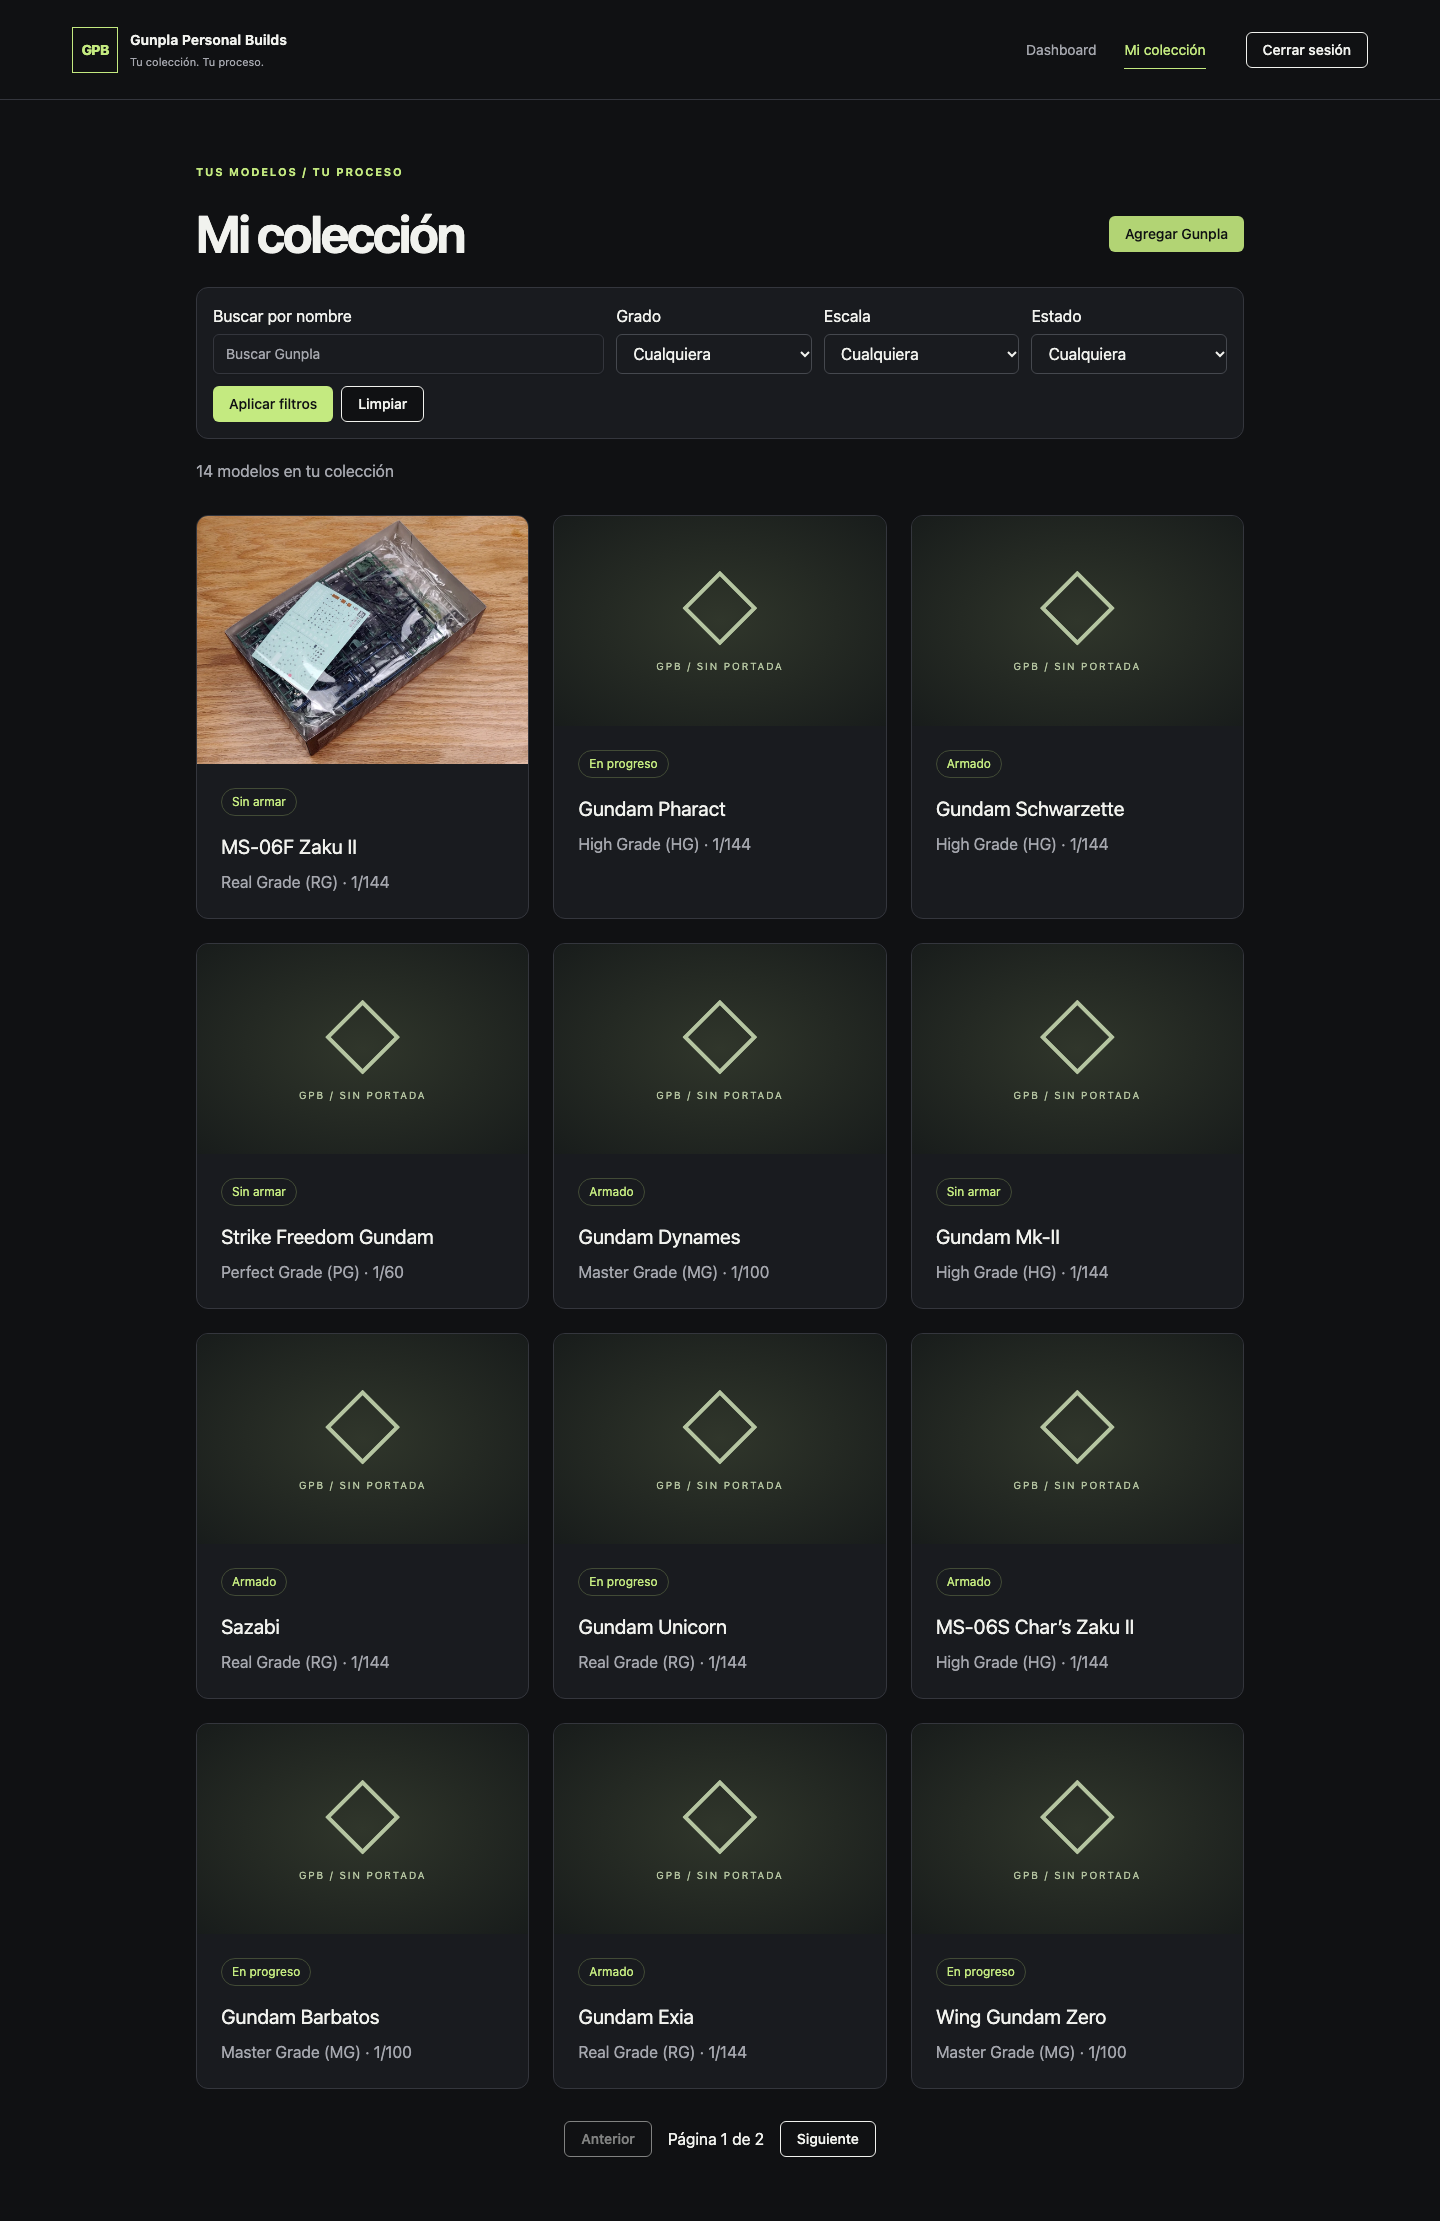 GPB
Gunpla Personal Builds
Tu colección. Tu proceso.
Dashboard
Mi colección
Cerrar sesión
TUS MODELOS / TU PROCESO
Mi colección
Agregar Gunpla
Buscar por nombre
Grado
Escala
Estado
Buscar Gunpla
Cualquiera
Cualquiera
Cualquiera
Aplicar filtros
Limpiar
14 modelos en tu colección
Sin armar
MS-06F Zaku II
Real Grade (RG) · 1/144
GPB / SIN PORTADA
En progreso
Gundam Pharact
High Grade (HG) · 1/144
GPB / SIN PORTADA
Armado
Gundam Schwarzette
High Grade (HG) · 1/144
GPB / SIN PORTADA
Sin armar
Strike Freedom Gundam
Perfect Grade (PG) · 1/60
GPB / SIN PORTADA
Armado
Gundam Dynames
Master Grade (MG) · 1/100
GPB / SIN PORTADA
Sin armar
Gundam Mk-II
High Grade (HG) · 1/144
GPB / SIN PORTADA
Armado
Sazabi
Real Grade (RG) · 1/144
GPB / SIN PORTADA
En progreso
Gundam Unicorn
Real Grade (RG) · 1/144
GPB / SIN PORTADA
Armado
MS-06S Char’s Zaku II
High Grade (HG) · 1/144
GPB / SIN PORTADA
En progreso
Gundam Barbatos
Master Grade (MG) · 1/100
GPB / SIN PORTADA
Armado
Gundam Exia
Real Grade (RG) · 1/144
GPB / SIN PORTADA
En progreso
Wing Gundam Zero
Master Grade (MG) · 1/100
Anterior
Página 1 de 2
Siguiente